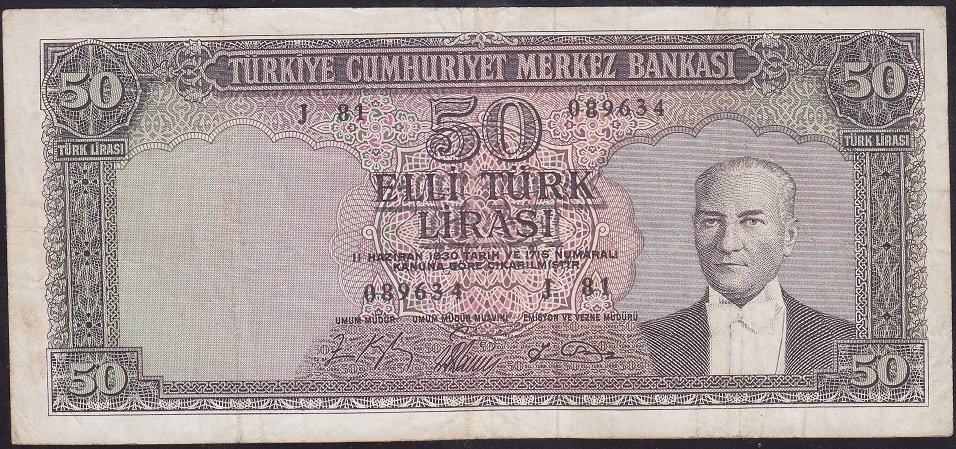 50 TÜRKİYE CUMHURİYET MERKEZ BANKASI 50
J 81 50 089634
TÜRK LİRASI TÜRK LİRASI
ELLİ TÜRK
LİRASI
11 HAZİRAN 1930 TARİH VE 1715 NUMARALI
KANUNA GÖRE ÇIKARILMIŞTIR
089634 J 81
UMUM MÜDÜR UMUM MÜDÜR MUAVİNİ EMİSYON VE VEZNE MÜDÜRÜ
50 50